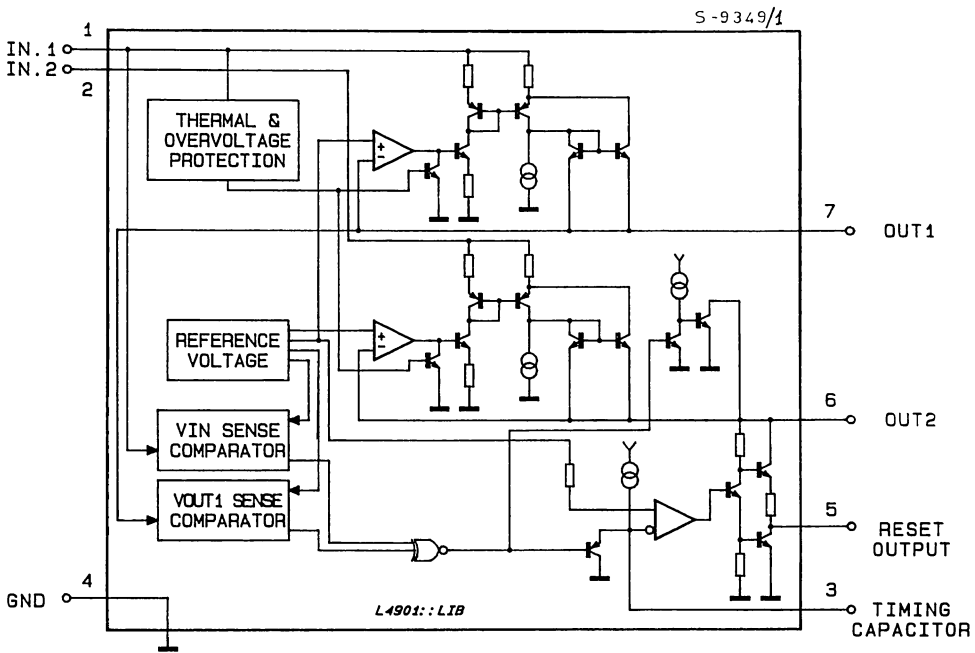 S-9349/1
1
IN.1
IN.2
2
THERMAL &
OVERVOLTAGE
PROTECTION
+
−
7
OUT1
REFERENCE
VOLTAGE
+
−
6
OUT2
VIN SENSE
COMPARATOR
VOUT1 SENSE
COMPARATOR
5
RESET
OUTPUT
4
GND
L4901::LIB
3
TIMING
CAPACITOR